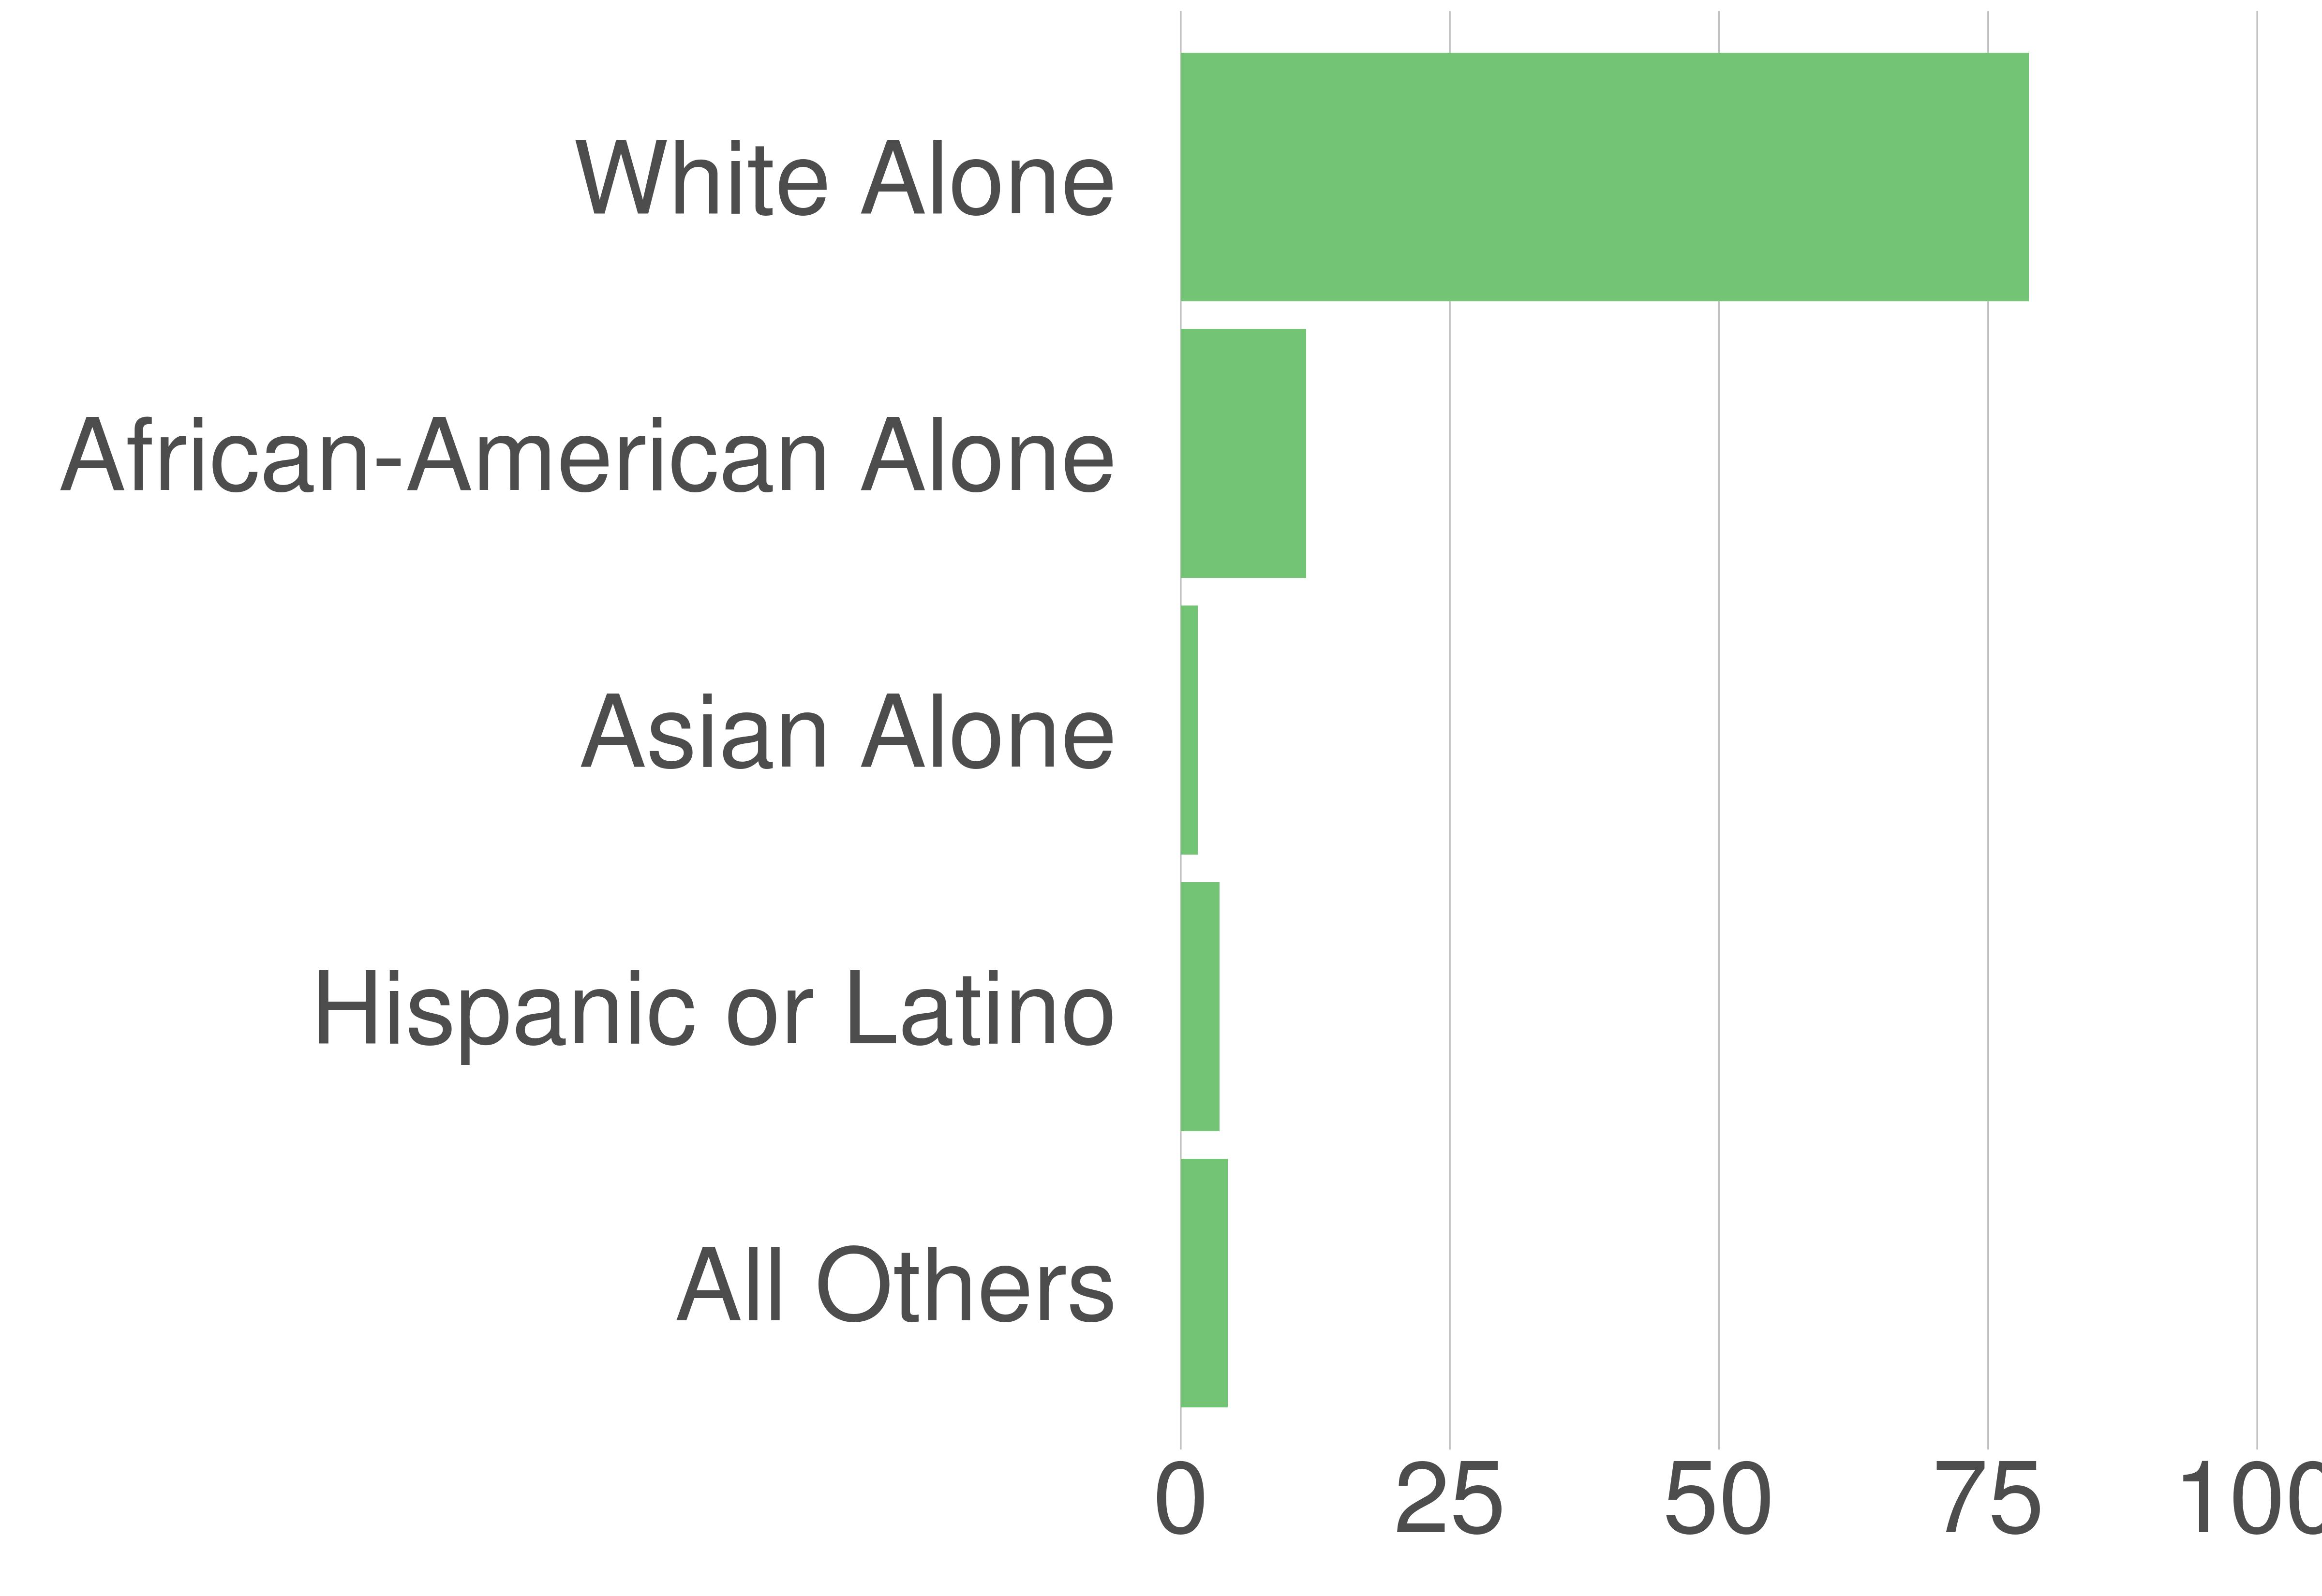 White Alone
African-American Alone
Asian Alone
Hispanic or Latino
All Others
0 25 50 75 100